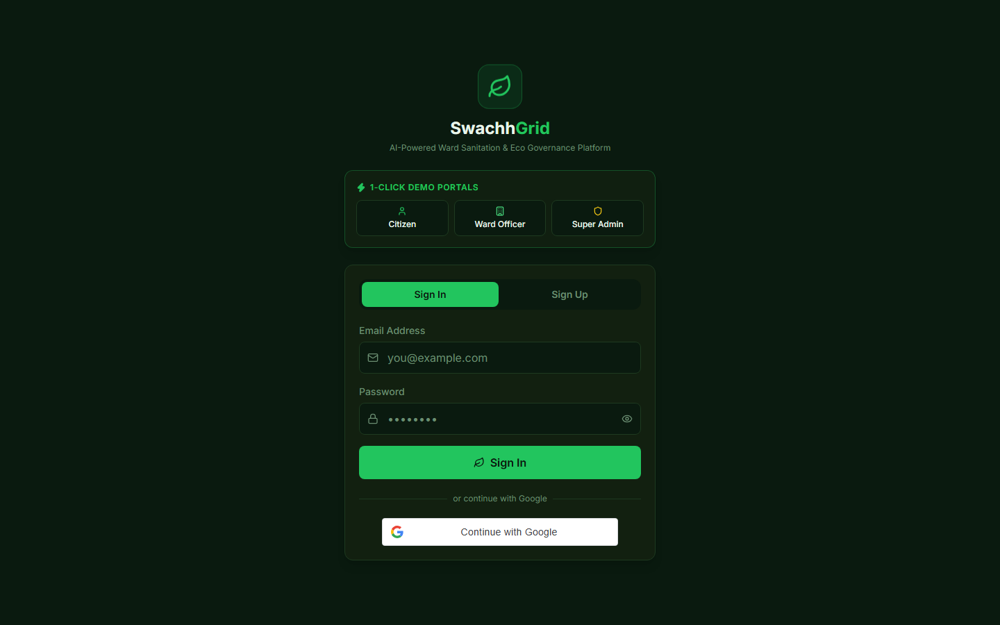 SwachhGrid
AI-Powered Ward Sanitation & Eco Governance Platform
1-CLICK DEMO PORTALS
Citizen
Ward Officer
Super Admin
Sign In
Sign Up
Email Address
you@example.com
Password
••••••••
Sign In
or continue with Google
Continue with Google